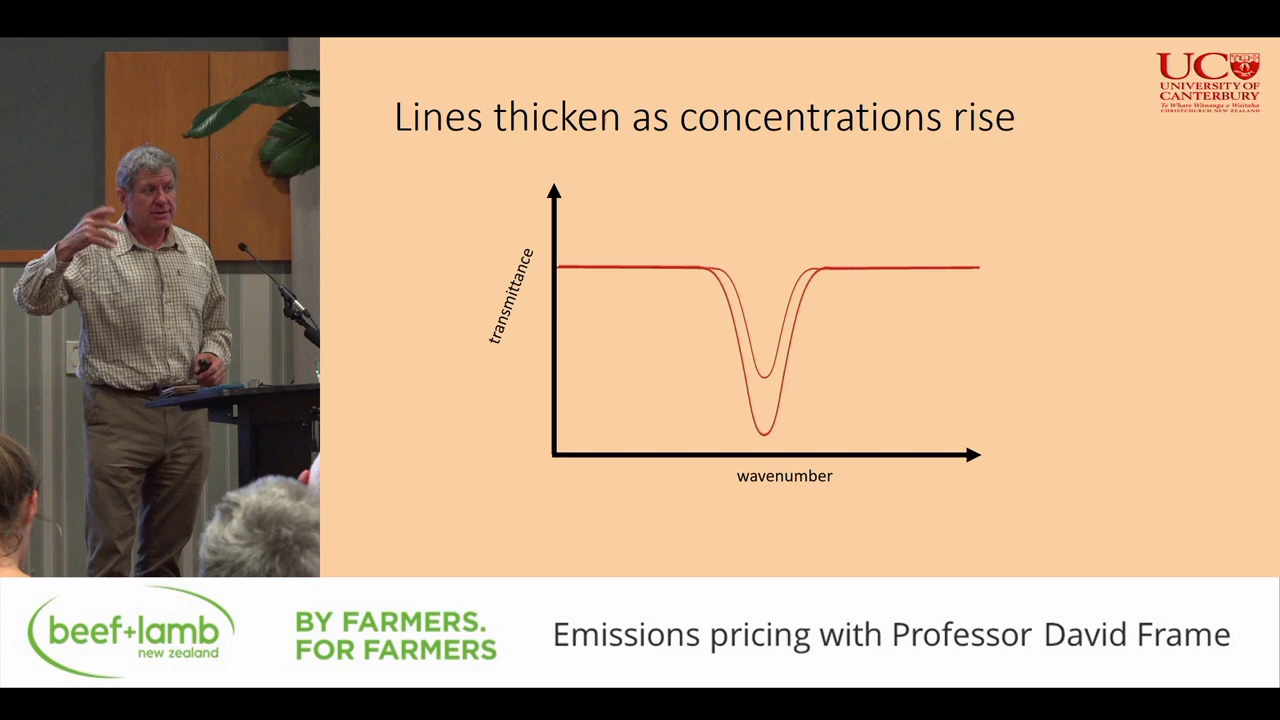 UC
UNIVERSITY OF
CANTERBURY
Te Whare Wānanga o Waitaha
CHRISTCHURCH NEW ZEALAND
Lines thicken as concentrations rise
transmittance
wavenumber
beef+lamb
new zealand
BY FARMERS.
FOR FARMERS
Emissions pricing with Professor David Frame